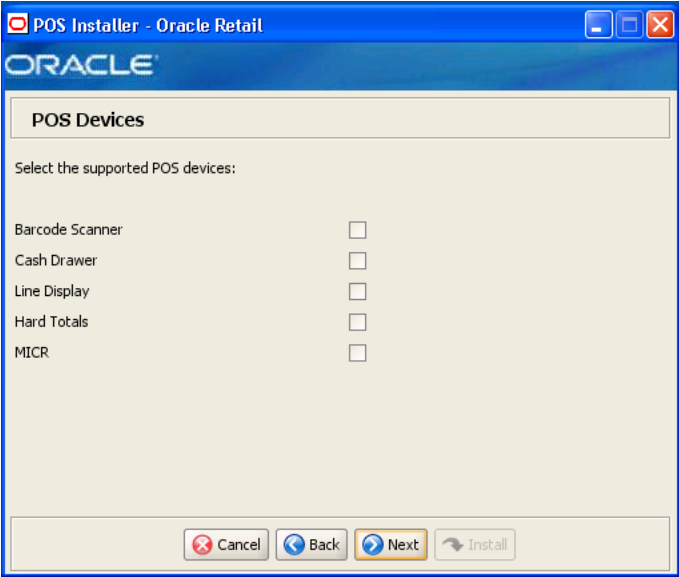 POS Installer - Oracle Retail
ORACLE
POS Devices
Select the supported POS devices:
Barcode Scanner
Cash Drawer
Line Display
Hard Totals
MICR
Cancel Back Next Install